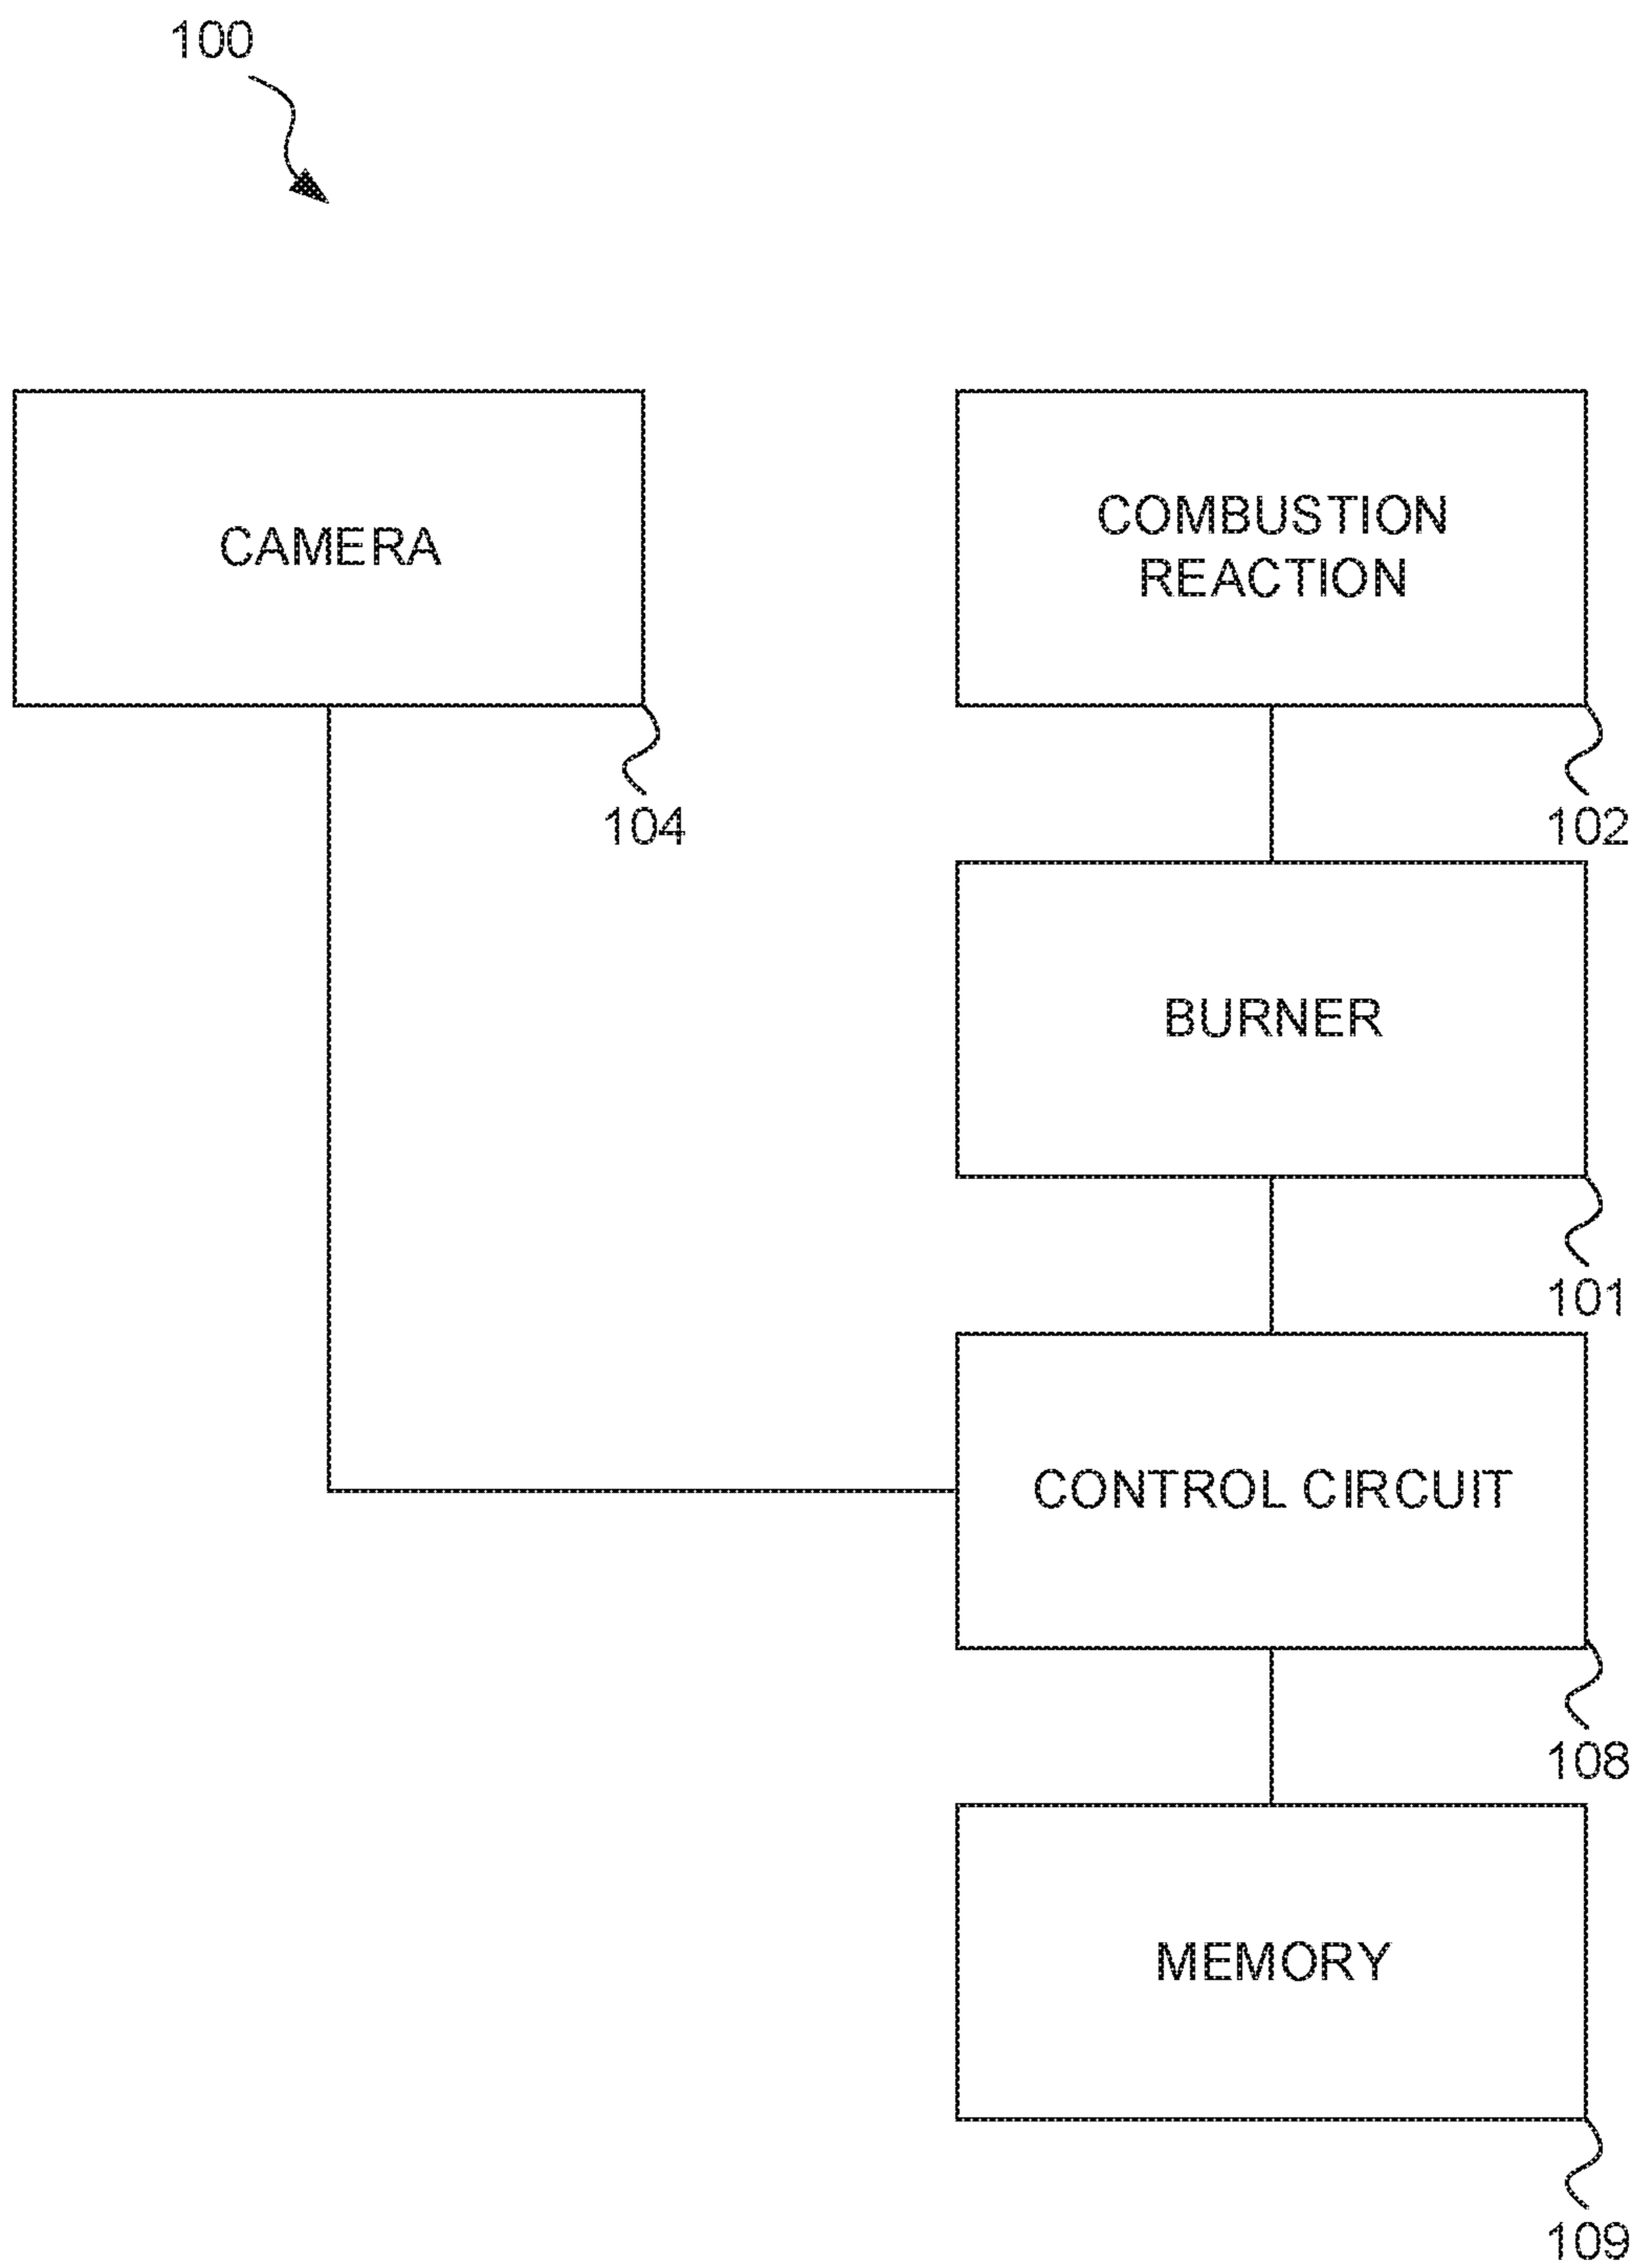 100
CAMERA
104
COMBUSTION
REACTION
102
BURNER
101
CONTROL CIRCUIT
108
MEMORY
109